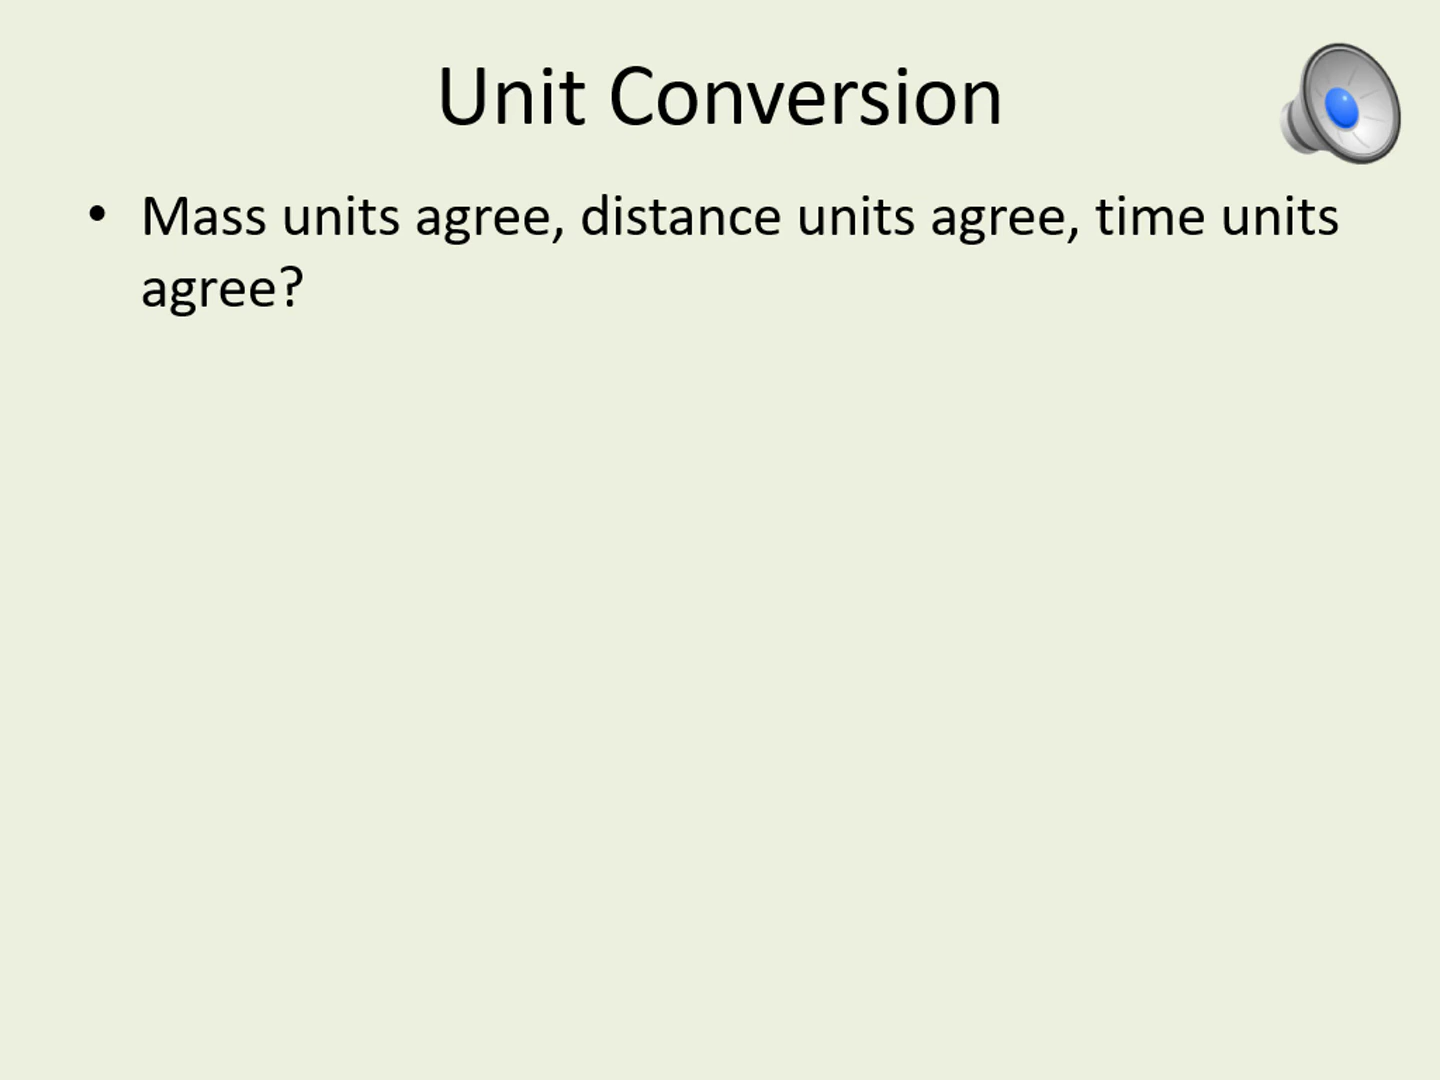 Unit Conversion
• Mass units agree, distance units agree, time units
agree?